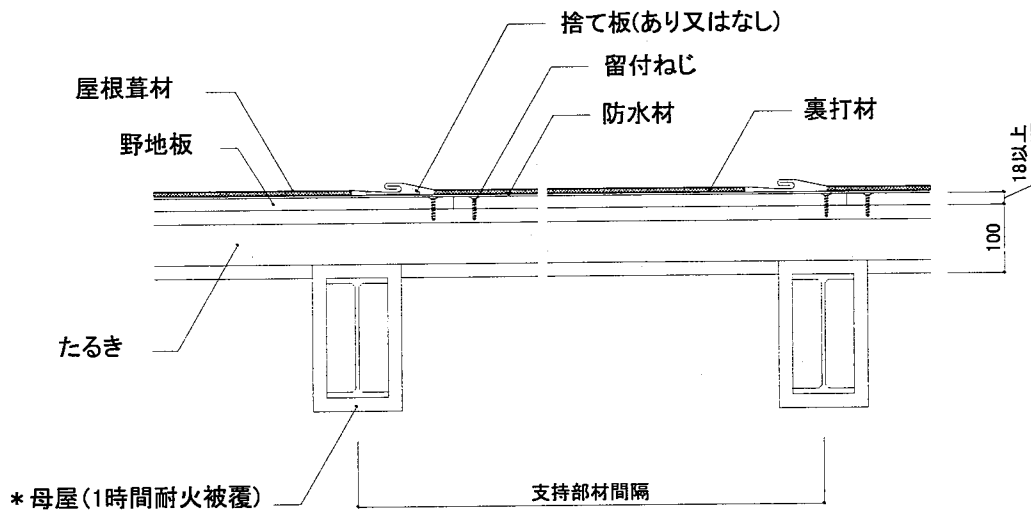 捨て板(あり又はなし)
留付ねじ
屋根葺材
防水材
裏打材
野地板
18以上
100
たるき
*母屋(1時間耐火被覆)
支持部材間隔